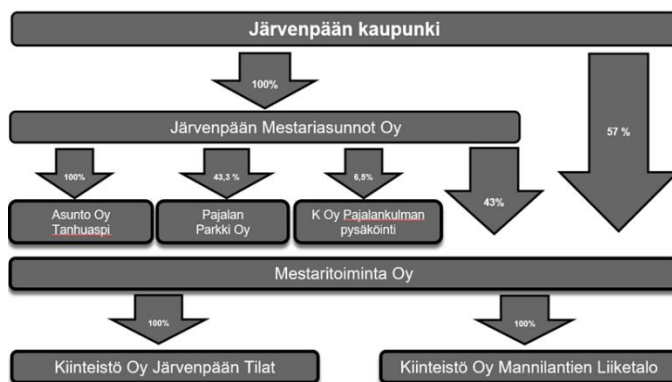 Järvenpään kaupunki
100%
57 %
Järvenpään Mestariasunnot Oy
100%
43,3 %
6,5%
43%
Asunto Oy
Tanhuaspi
Pajalan
Parkki Oy
K Oy Pajalankulman
pysäköinti
Mestaritoiminta Oy
100%
100%
Kiinteistö Oy Järvenpään Tilat
Kiinteistö Oy Mannilantien Liiketalo